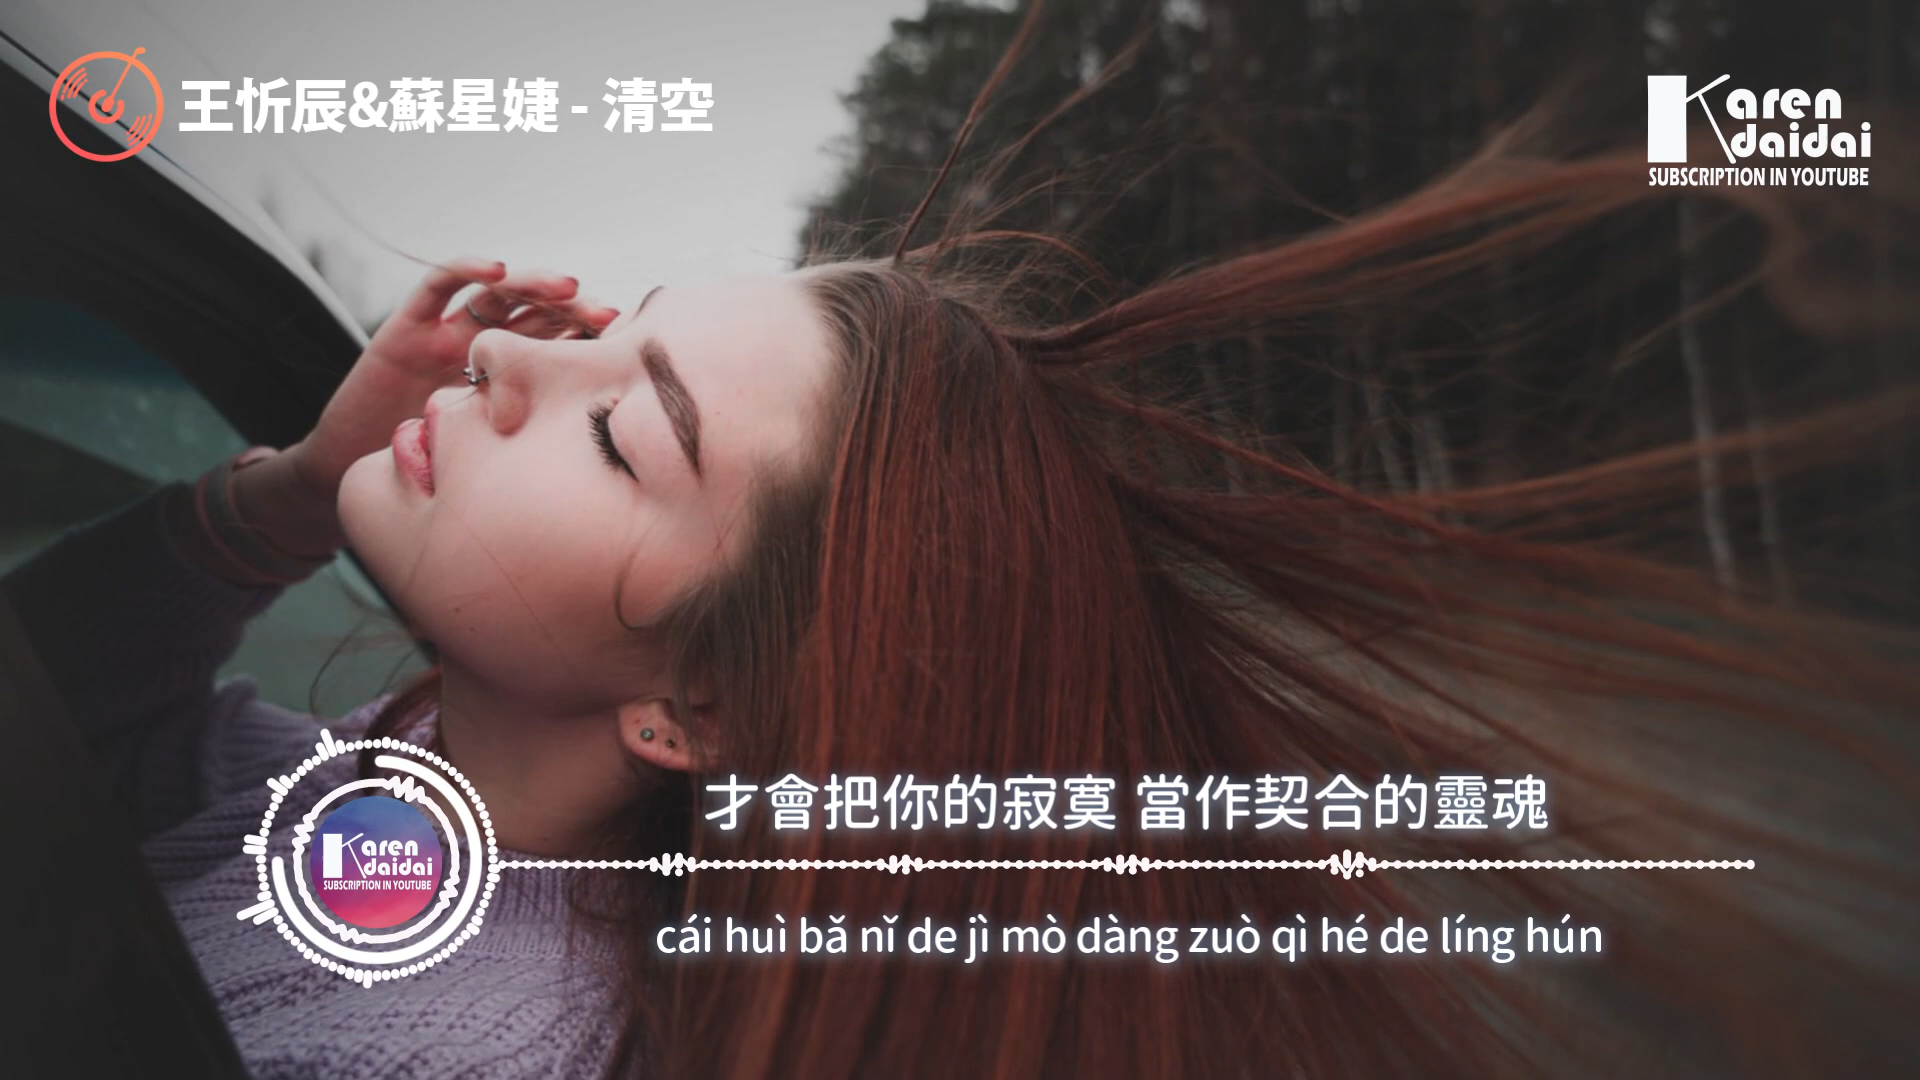 王忻辰&蘇星婕 - 清空
Karen
daidai
SUBSCRIPTION IN YOUTUBE
才會把你的寂寞 當作契合的靈魂
Karen
daidai
SUBSCRIPTION IN YOUTUBE
cái huì bǎ nǐ de jì mò dàng zuò qì hé de líng hún